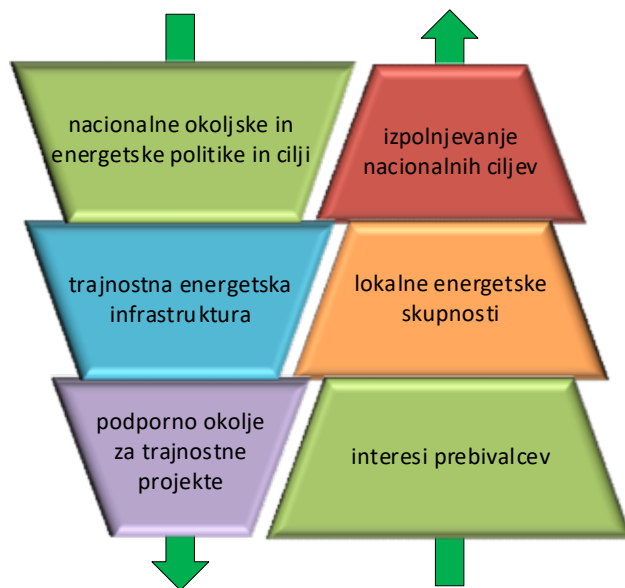 nacionalne okoljske in
energetske politike in cilji
trajnostna energetska
infrastruktura
podporno okolje
za trajnostne
projekte
izpolnjevanje
nacionalnih ciljev
lokalne energetske
skupnosti
interesi prebivalcev